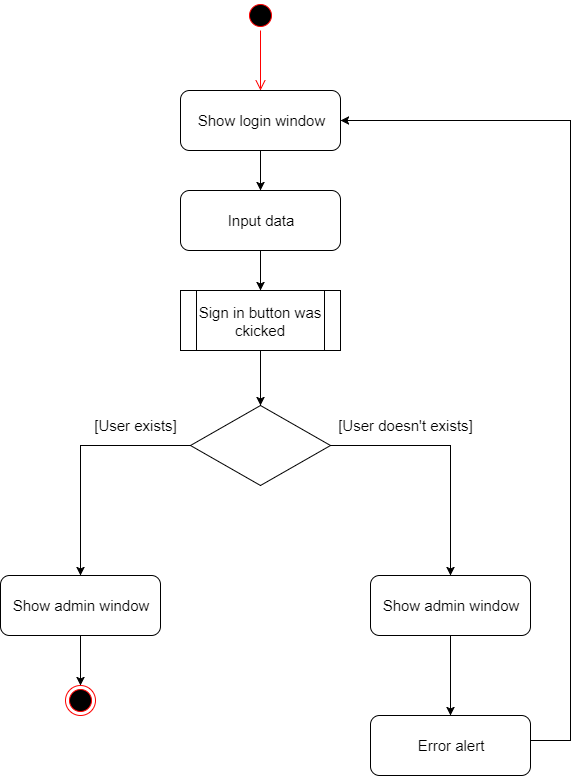 Show login window
Input data
Sign in button was
ckicked
[User exists]
[User doesn't exists]
Show admin window
Show admin window
Error alert